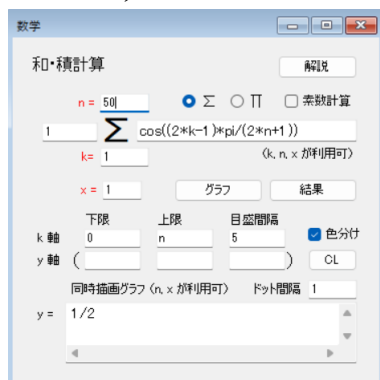 数学
和・積計算 解説
n = 50 Σ ∏ 素数計算
1 Σ cos((2*k-1)*pi/(2*n+1))
k= 1 (k, n, x が利用可)
x = 1 グラフ 結果
下限 上限 目盛間隔
k 軸 0 n 5 色分け
y 軸 ( ) CL
同時描画グラフ (n, x が利用可) ドット間隔 1
y = 1/2